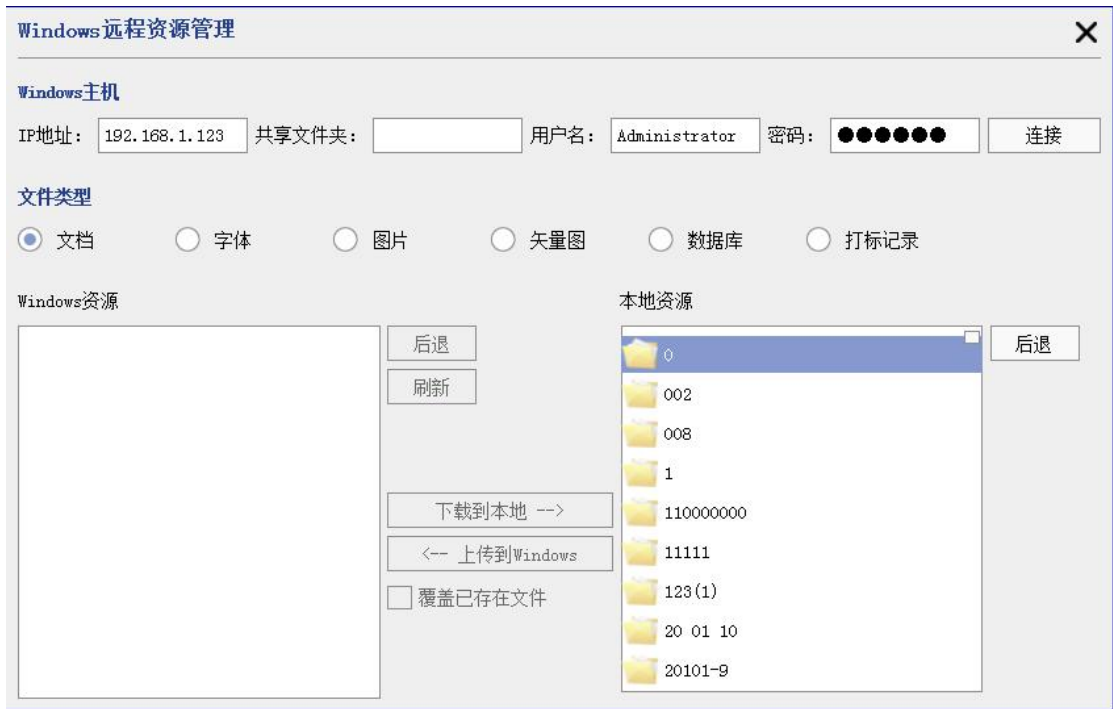 Windows远程资源管理
Windows主机
IP地址: 192.168.1.123 共享文件夹: 用户名: Administrator 密码: ●●●●●● 连接
文件类型
文档 字体 图片 矢量图 数据库 打标记录
Windows资源 本地资源
后退 后退
刷新
下载到本地 -->
<-- 上传到Windows
覆盖已存在文件
0
002
008
1
110000000
11111
123(1)
20 01 10
20101-9